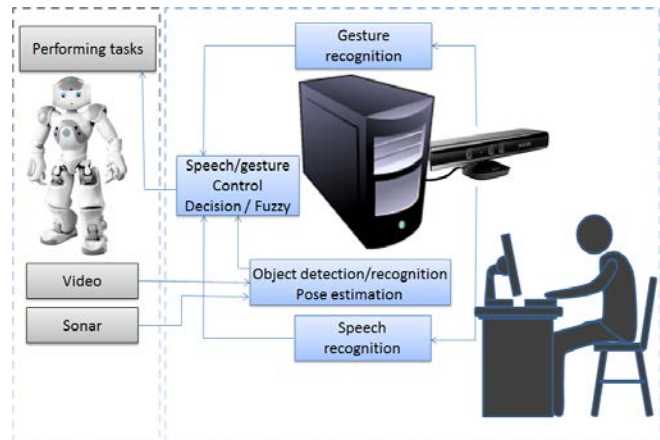 Performing tasks
Gesture
recognition
Speech/gesture
Control
Decision / Fuzzy
Video
Object detection/recognition
Pose estimation
Sonar
Speech
recognition